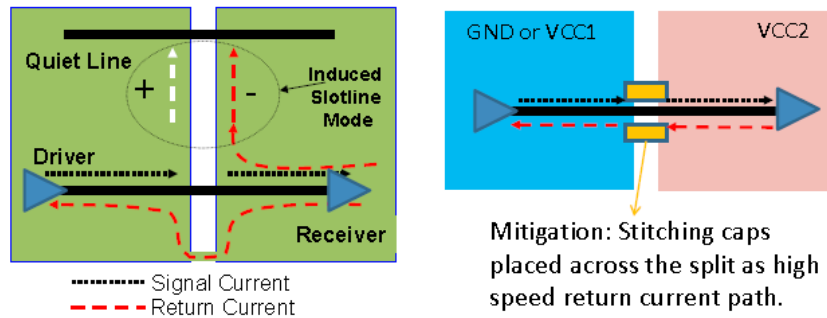 Quiet Line
+
-
Induced
Slotline
Mode
Driver
Receiver
Signal Current
Return Current
GND or VCC1
VCC2
Mitigation: Stitching caps
placed across the split as high
speed return current path.